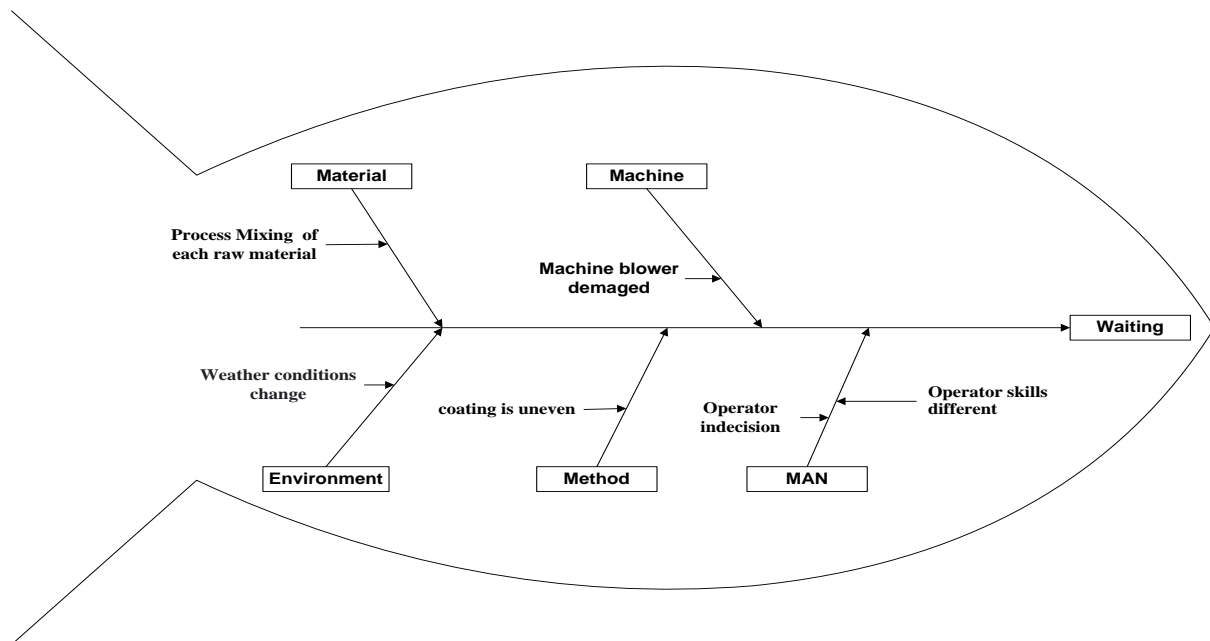 Material
Machine
Process Mixing of
each raw material
Machine blower
demaged
Waiting
Weather conditions
change
coating is uneven
Operator
indecision
Operator skills
different
Environment
Method
MAN